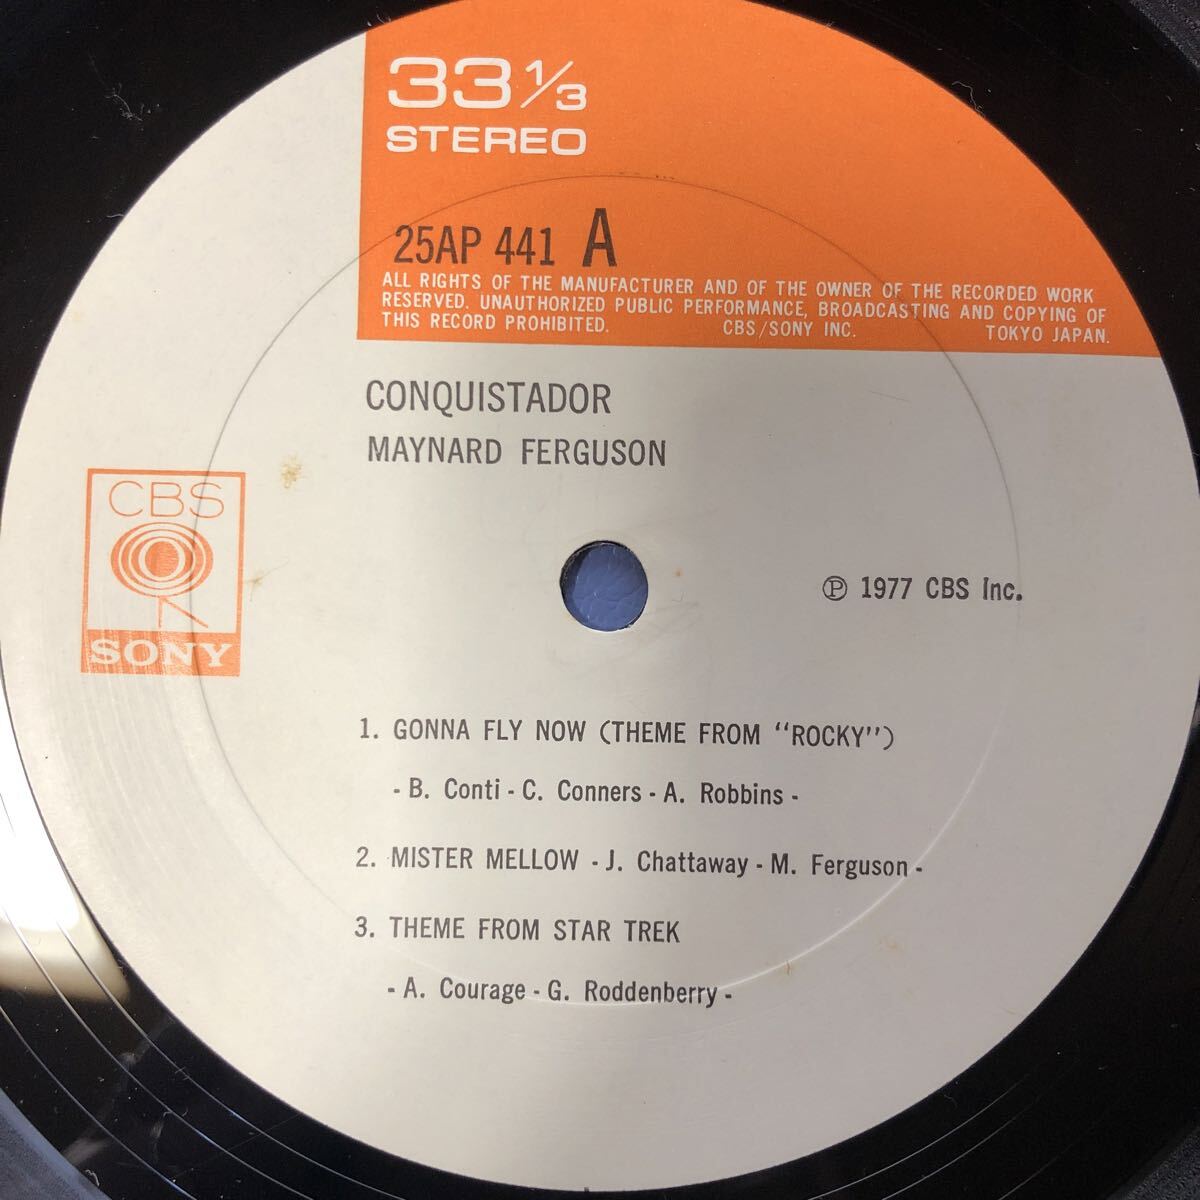 33 1/3
STEREO
25AP 441 A
ALL RIGHTS OF THE MANUFACTURER AND OF THE OWNER OF THE RECORDED WORK
RESERVED. UNAUTHORIZED PUBLIC PERFORMANCE, BROADCASTING AND COPYING OF
THIS RECORD PROHIBITED. CBS/SONY INC. TOKYO JAPAN.
CONQUISTADOR
MAYNARD FERGUSON
CBS
SONY
Ⓟ 1977 CBS Inc.
1. GONNA FLY NOW (THEME FROM “ROCKY”)
- B. Conti - C. Conners - A. Robbins -
2. MISTER MELLOW - J. Chattaway - M. Ferguson -
3. THEME FROM STAR TREK
- A. Courage - G. Roddenberry -